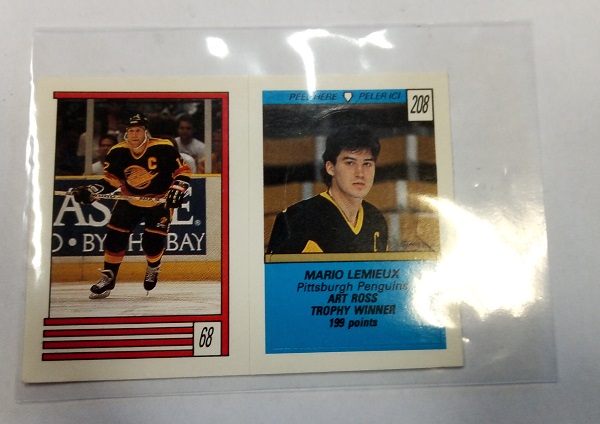 C
2
AS
E®
D • BY THE BAY
68
PEEL HERE PELER ICI
208
C
MARIO LEMIEUX
Pittsburgh Penguins
ART ROSS
TROPHY WINNER
199 points